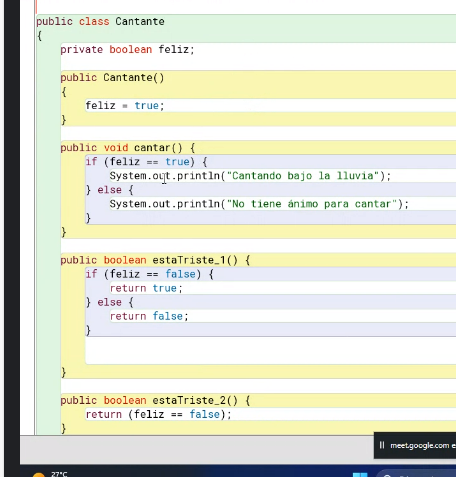 public class Cantante
{
    private boolean feliz;
    public Cantante()
    {
        feliz = true;
    }
    public void cantar() {
        if (feliz == true) {
            System.out.println("Cantando bajo la lluvia");
        } else {
            System.out.println("No tiene ánimo para cantar");
        }
    }
    public boolean estaTriste_1() {
        if (feliz == false) {
            return true;
        } else {
            return false;
        }
    }
    public boolean estaTriste_2() {
        return (feliz == false);
    }
meet.google.com e
27°C